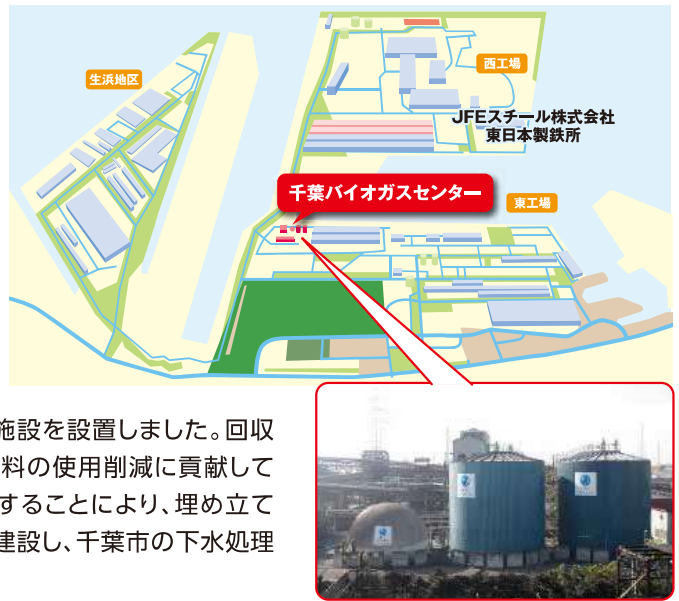 生浜地区
西工場
JFEスチール株式会社
東日本製鉄所
千葉バイオガスセンター
東工場
施設を設置しました。回収
料の使用削減に貢献して
することにより、埋め立て
建設し、千葉市の下水処理